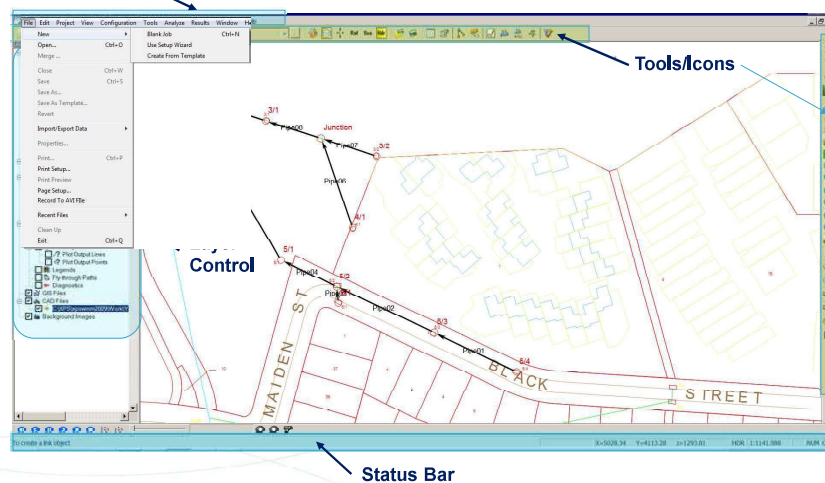 File Edit Project View Configuration Tools Analyze Results Window Help
New
Open... Ctrl+O
Merge ...
Close Ctrl+W
Save Ctrl+S
Save As...
Save As Template...
Revert
Import/Export Data
Properties...
Print... Ctrl+P
Print Setup...
Print Preview
Page Setup...
Record To AVI File
Recent Files
Clean Up
Exit Ctrl+Q
Blank Job Ctrl+N
Use Setup Wizard
Create From Template
Tools/Icons
3/1
Junction
Pipe07
3/2
Pipe06
4/1
Control
5/1
Pipe04
5/2
Pipe02
5/3
Pipe01
5/4
MAIDEN ST
BLACK STREET
Plot Output Lines
Plot Output Points
Legends
Fly-through Paths
Diagnostics
GIS Files
CAD Files
Background Images
To create a link object
X=5028.34 Y=4113.28 z=1293.01 HDR 1:1141.988 NUM
Status Bar